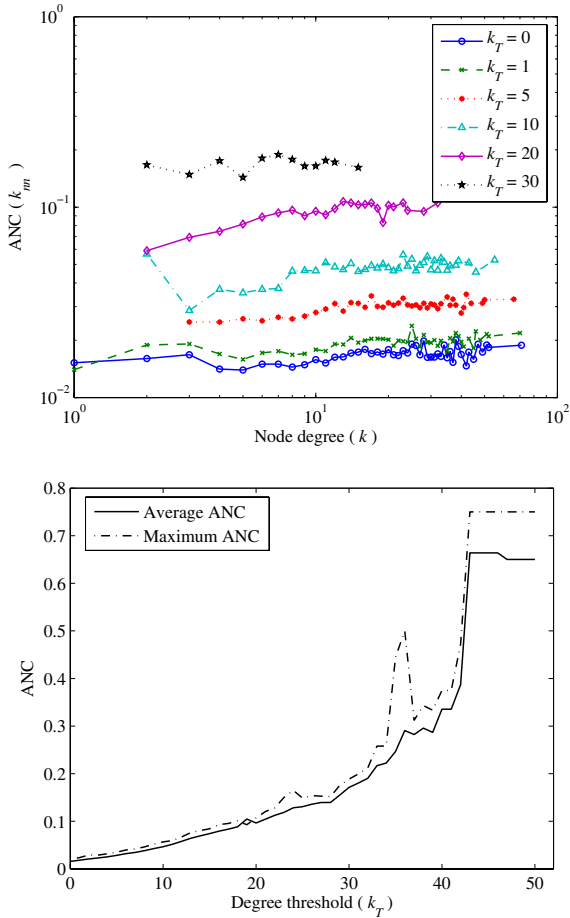 10^0
10^-1
10^-2
ANC ( k_nn )
k_T = 0
k_T = 1
k_T = 5
k_T = 10
k_T = 20
k_T = 30
10^0 10^1 10^2
Node degree ( k )
0.8
0.7
0.6
0.5
0.4
0.3
0.2
0.1
0
ANC
Average ANC
Maximum ANC
0 10 20 30 40 50
Degree threshold ( k_T )